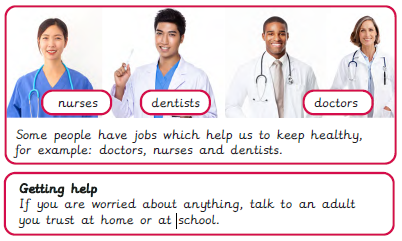 nurses
dentists
doctors
Some people have jobs which help us to keep healthy,
for example: doctors, nurses and dentists.
Getting help
If you are worried about anything, talk to an adult
you trust at home or at school.